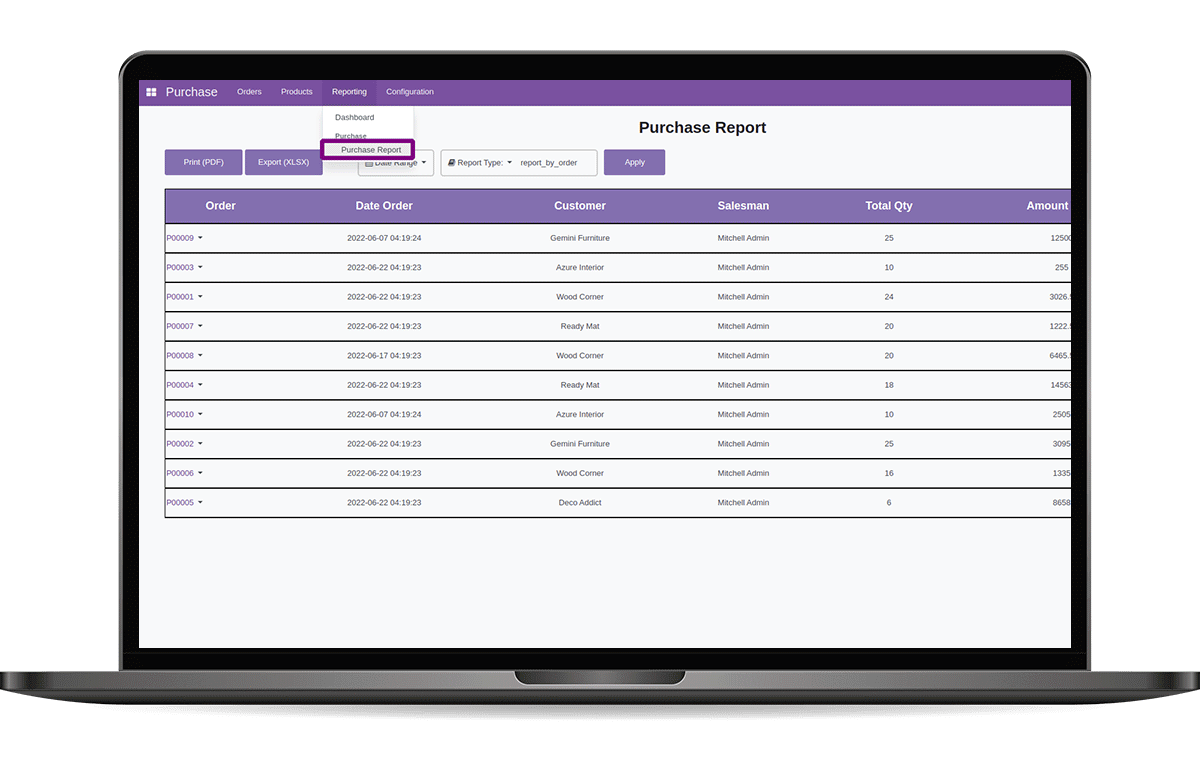 Purchase Orders Products Reporting Configuration
Dashboard
Purchase
Purchase Report
Purchase Report
Print (PDF) Export (XLSX) Date Range Report Type: report_by_order Apply
Order Date Order Customer Salesman Total Qty Amount
P00009 2022-06-07 04:19:24 Gemini Furniture Mitchell Admin 25 12500
P00003 2022-06-22 04:19:23 Azure Interior Mitchell Admin 10 255
P00001 2022-06-22 04:19:23 Wood Corner Mitchell Admin 24 3026.5
P00007 2022-06-22 04:19:23 Ready Mat Mitchell Admin 20 1222.5
P00008 2022-06-17 04:19:23 Wood Corner Mitchell Admin 20 6465.5
P00004 2022-06-22 04:19:23 Ready Mat Mitchell Admin 18 14563
P00010 2022-06-07 04:19:24 Azure Interior Mitchell Admin 10 2505
P00002 2022-06-22 04:19:23 Gemini Furniture Mitchell Admin 25 3095
P00006 2022-06-22 04:19:23 Wood Corner Mitchell Admin 16 1335
P00005 2022-06-22 04:19:23 Deco Addict Mitchell Admin 6 8658